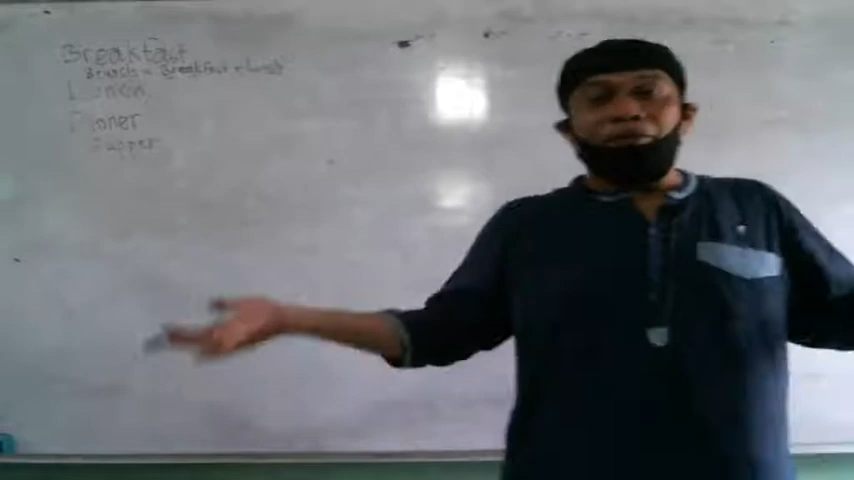 Breakfast
Brunch = Breakfast + lunch
Lunch
Dinner
Supper